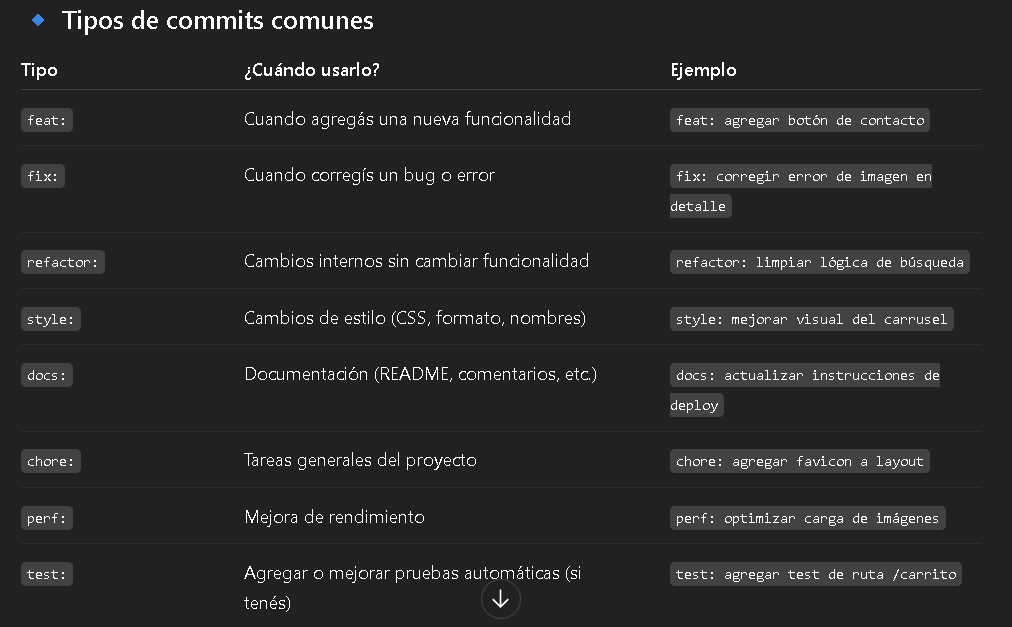 Tipos de commits comunes
Tipo ¿Cuándo usarlo? Ejemplo
feat: Cuando agregás una nueva funcionalidad feat: agregar botón de contacto
fix: Cuando corregís un bug o error fix: corregir error de imagen en
detalle
refactor: Cambios internos sin cambiar funcionalidad refactor: limpiar lógica de búsqueda
style: Cambios de estilo (CSS, formato, nombres) style: mejorar visual del carrusel
docs: Documentación (README, comentarios, etc.) docs: actualizar instrucciones de
deploy
chore: Tareas generales del proyecto chore: agregar favicon a layout
perf: Mejora de rendimiento perf: optimizar carga de imágenes
test: Agregar o mejorar pruebas automáticas (si test: agregar test de ruta /carrito
tenés)